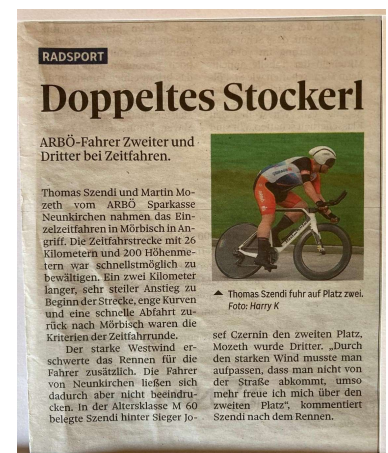 RADSPORT
Doppeltes Stockerl
ARBÖ-Fahrer Zweiter und
Dritter bei Zeitfahren.
Thomas Szendi und Martin Mo-
zeth vom ARBÖ Sparkasse
Neunkirchen nahmen das Ein-
zelzeitfahren in Mörbisch in An-
griff. Die Zeitfahrstrecke mit 26
Kilometern und 200 Höhenme-
tern war schnellstmöglich zu
bewältigen. Ein zwei Kilometer
langer, sehr steiler Anstieg zu
Beginn der Strecke, enge Kurven
und eine schnelle Abfahrt zu-
rück nach Mörbisch waren die
Kriterien der Zeitfahrrunde.
Der starke Westwind er-
schwerte das Rennen für die
Fahrer zusätzlich. Die Fahrer
von Neunkirchen ließen sich
dadurch aber nicht beeindru-
cken. In der Altersklasse M 60
belegte Szendi hinter Sieger Jo-
Thomas Szendi fuhr auf Platz zwei.
Foto: Harry K
sef Czernin den zweiten Platz,
Mozeth wurde Dritter. „Durch
den starken Wind musste man
aufpassen, dass man nicht von
der Straße abkommt, umso
mehr freue ich mich über den
zweiten Platz“, kommentiert
Szendi nach dem Rennen.